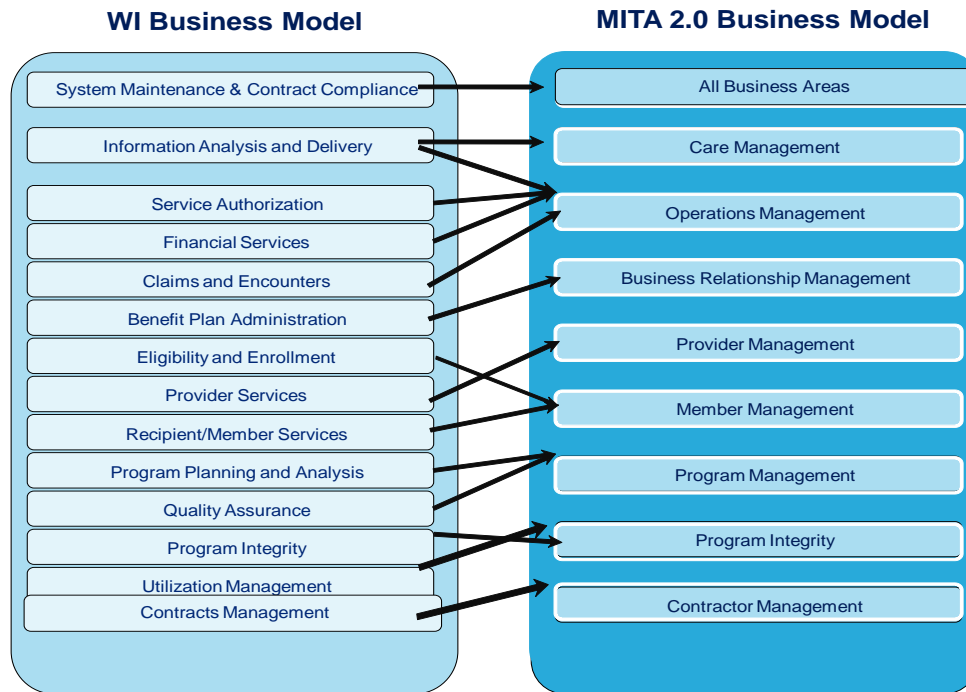 WI Business Model
MITA 2.0 Business Model
System Maintenance & Contract Compliance
Information Analysis and Delivery
Service Authorization
Financial Services
Claims and Encounters
Benefit Plan Administration
Eligibility and Enrollment
Provider Services
Recipient/Member Services
Program Planning and Analysis
Quality Assurance
Program Integrity
Utilization Management
Contracts Management
All Business Areas
Care Management
Operations Management
Business Relationship Management
Provider Management
Member Management
Program Management
Program Integrity
Contractor Management